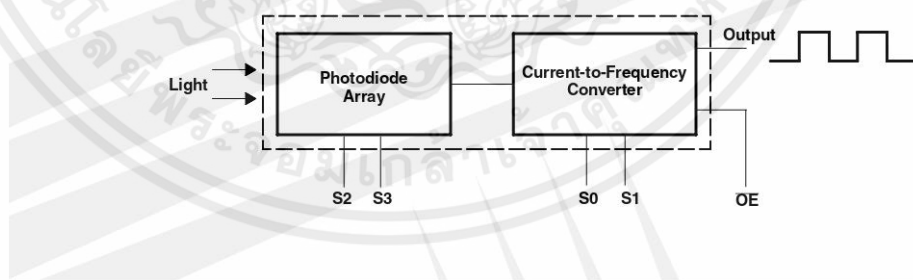 Light
Photodiode
Array
Current-to-Frequency
Converter
Output
S2 S3
S0 S1
OE